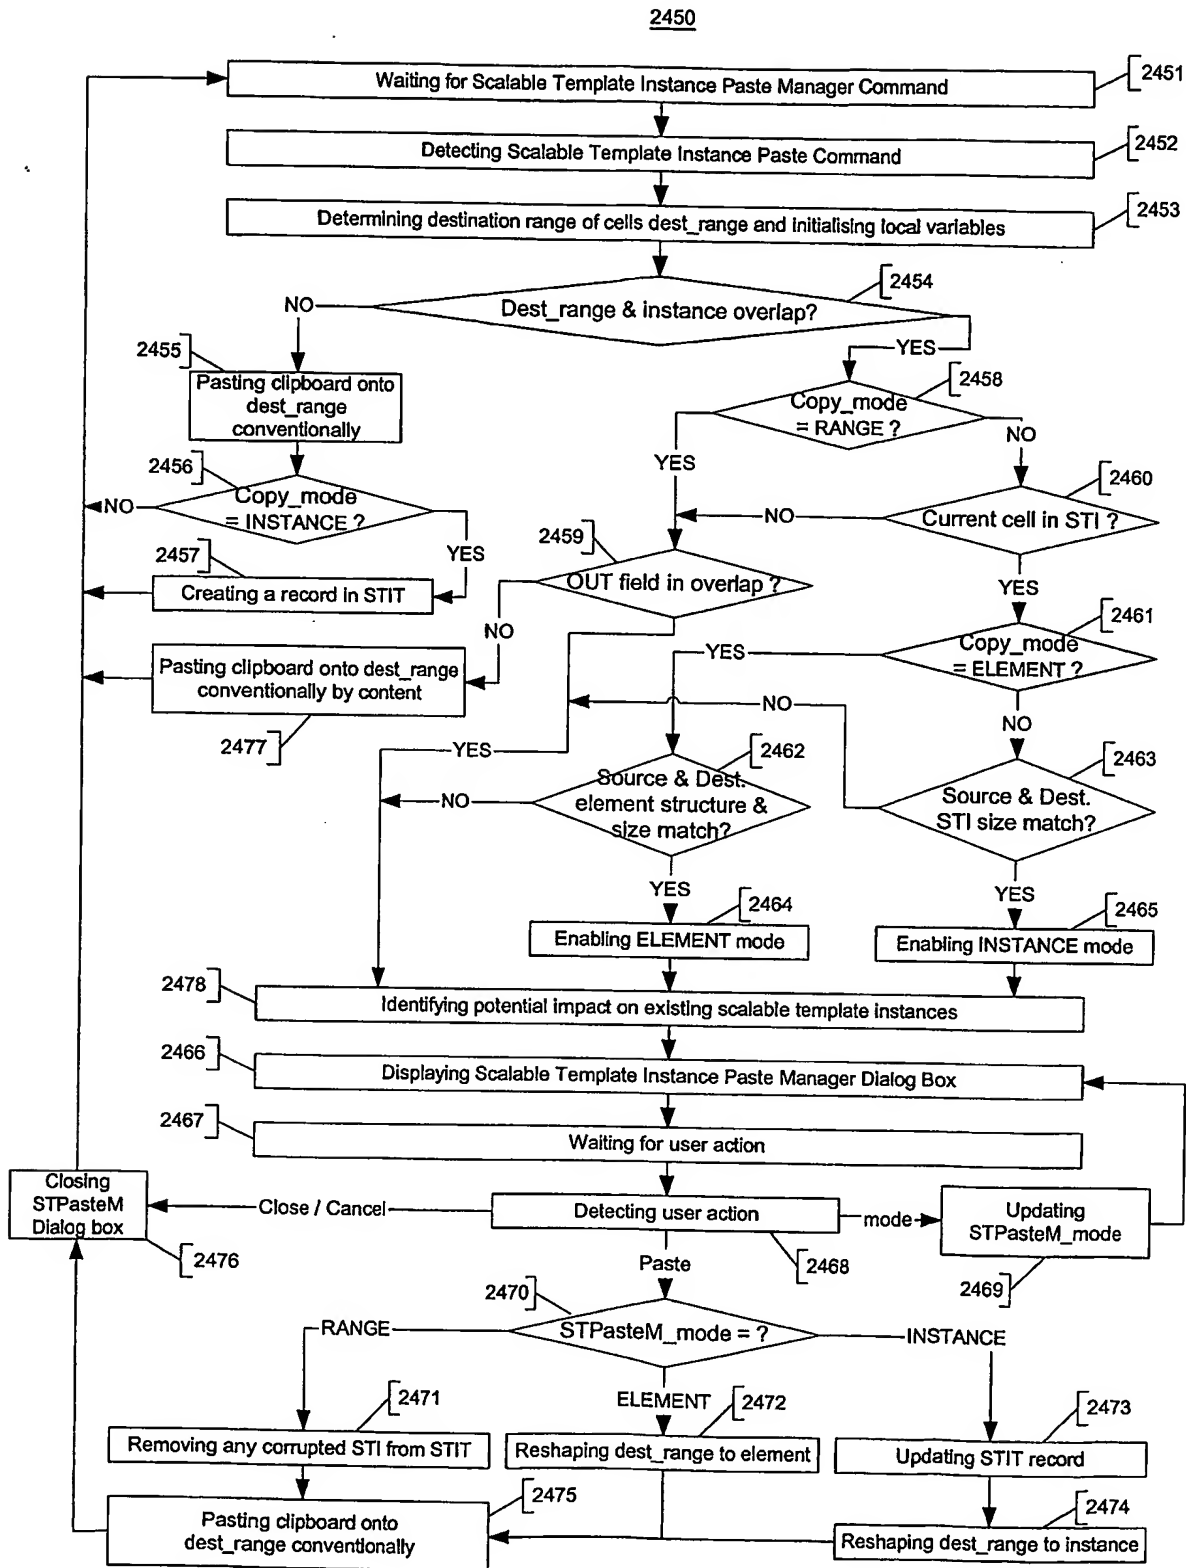 2450
Waiting for Scalable Template Instance Paste Manager Command
2451
Detecting Scalable Template Instance Paste Command
2452
Determining destination range of cells dest_range and initialising local variables
2453
Dest_range & instance overlap?
2454
NO
YES
2455
Pasting clipboard onto
dest_range
conventionally
2458
Copy_mode
= RANGE ?
YES
NO
2456
Copy_mode
= INSTANCE ?
NO
YES
2460
Current cell in STI ?
NO
YES
2457
Creating a record in STIT
2459
OUT field in overlap ?
NO
YES
2461
Copy_mode
= ELEMENT ?
YES
NO
Pasting clipboard onto dest_range
conventionally by content
2477
2462
Source & Dest.
element structure &
size match?
NO
YES
2463
Source & Dest.
STI size match?
NO
YES
2464
Enabling ELEMENT mode
2465
Enabling INSTANCE mode
2478
Identifying potential impact on existing scalable template instances
2466
Displaying Scalable Template Instance Paste Manager Dialog Box
2467
Waiting for user action
Closing
STPasteM
Dialog box
2476
Close / Cancel
Detecting user action
2468
mode
Updating
STPasteM_mode
2469
Paste
2470
STPasteM_mode = ?
RANGE
ELEMENT
INSTANCE
2471
Removing any corrupted STI from STIT
2472
Reshaping dest_range to element
2473
Updating STIT record
2475
Pasting clipboard onto
dest_range conventionally
2474
Reshaping dest_range to instance